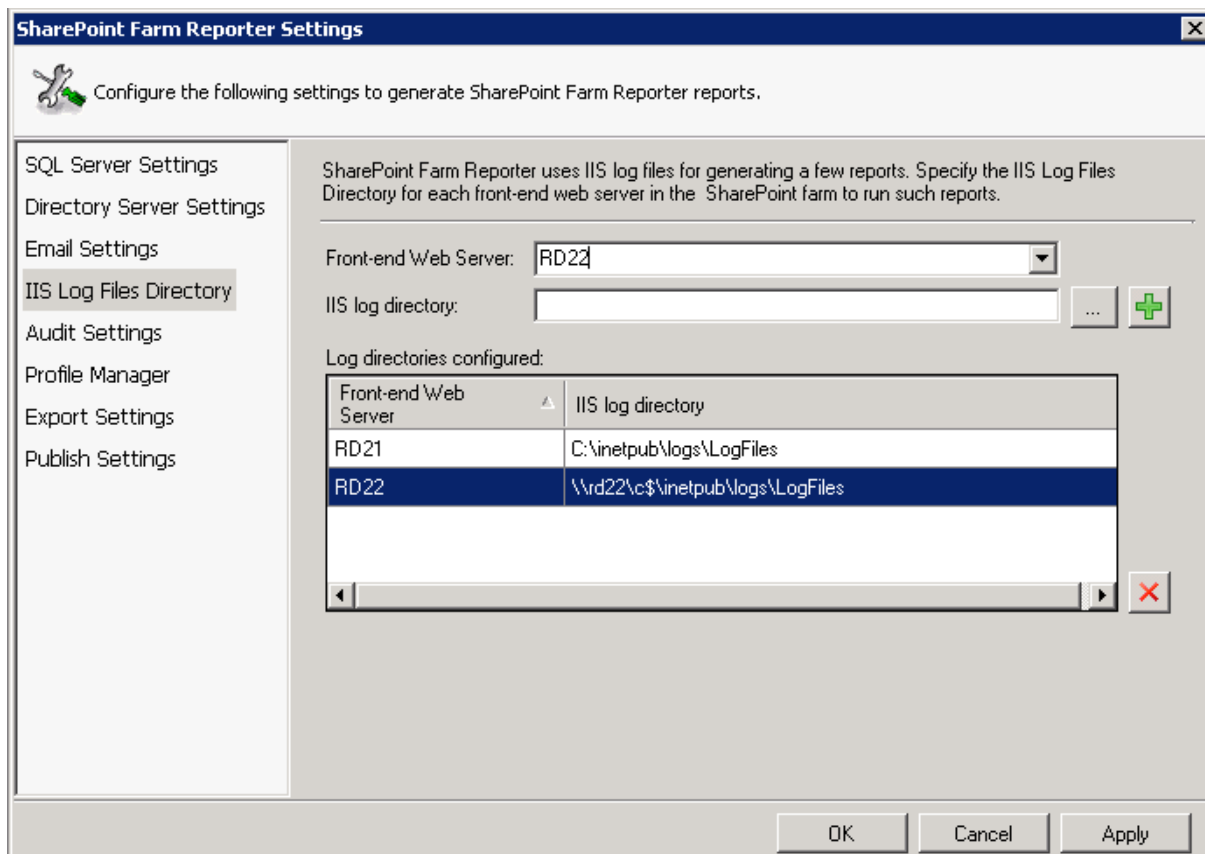 SharePoint Farm Reporter Settings
Configure the following settings to generate SharePoint Farm Reporter reports.
SQL Server Settings
Directory Server Settings
Email Settings
IIS Log Files Directory
Audit Settings
Profile Manager
Export Settings
Publish Settings
SharePoint Farm Reporter uses IIS log files for generating a few reports. Specify the IIS Log Files
Directory for each front-end web server in the SharePoint farm to run such reports.
Front-end Web Server: RD22
IIS log directory: ...
Log directories configured:
Front-end Web
Server
IIS log directory
RD21 C:\inetpub\logs\LogFiles
RD22 \\rd22\c$\inetpub\logs\LogFiles
OK Cancel Apply